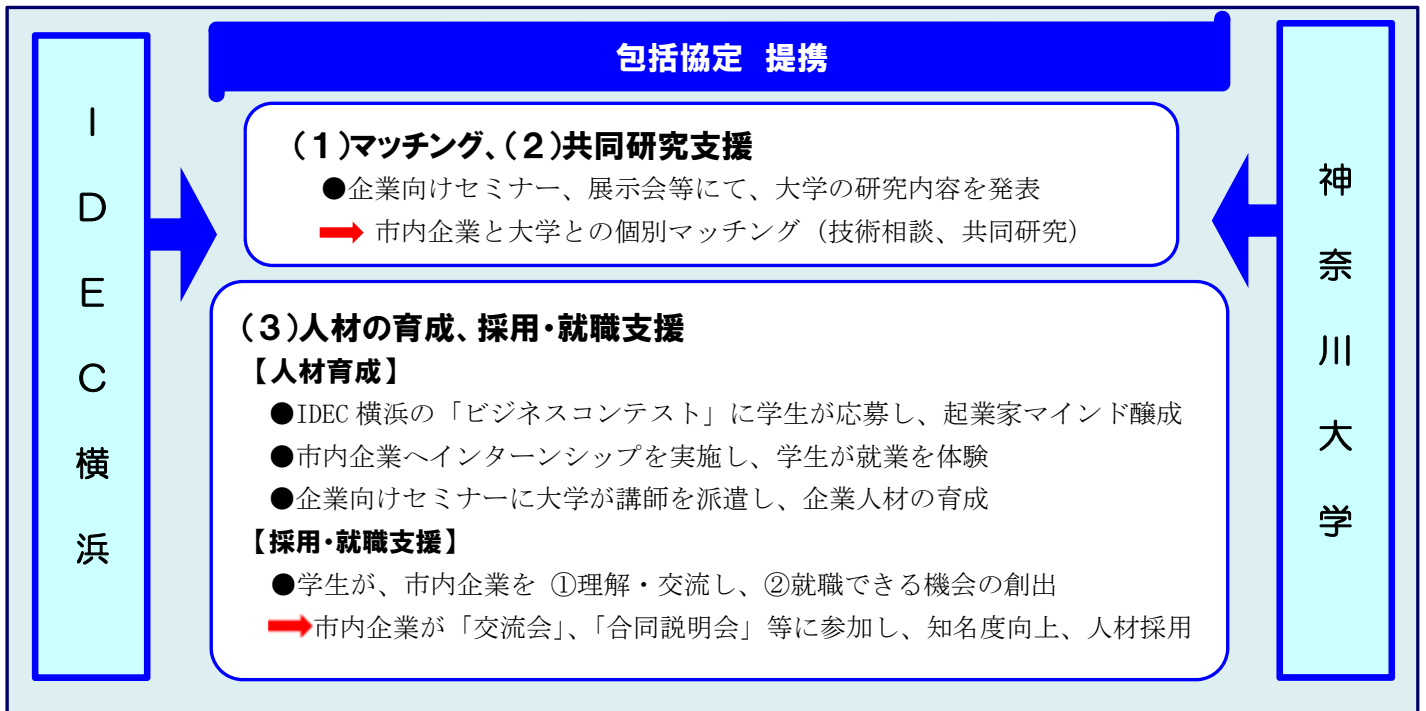 包括協定 提携
IDEC横浜
(1)マッチング、(2)共同研究支援
●企業向けセミナー、展示会等にて、大学の研究内容を発表
市内企業と大学との個別マッチング（技術相談、共同研究）
(3)人材の育成、採用・就職支援
【人材育成】
●IDEC横浜の「ビジネスコンテスト」に学生が応募し、起業家マインド醸成
●市内企業へインターンシップを実施し、学生が就業を体験
●企業向けセミナーに大学が講師を派遣し、企業人材の育成
【採用・就職支援】
●学生が、市内企業を ①理解・交流し、②就職できる機会の創出
市内企業が「交流会」、「合同説明会」等に参加し、知名度向上、人材採用
神奈川大学